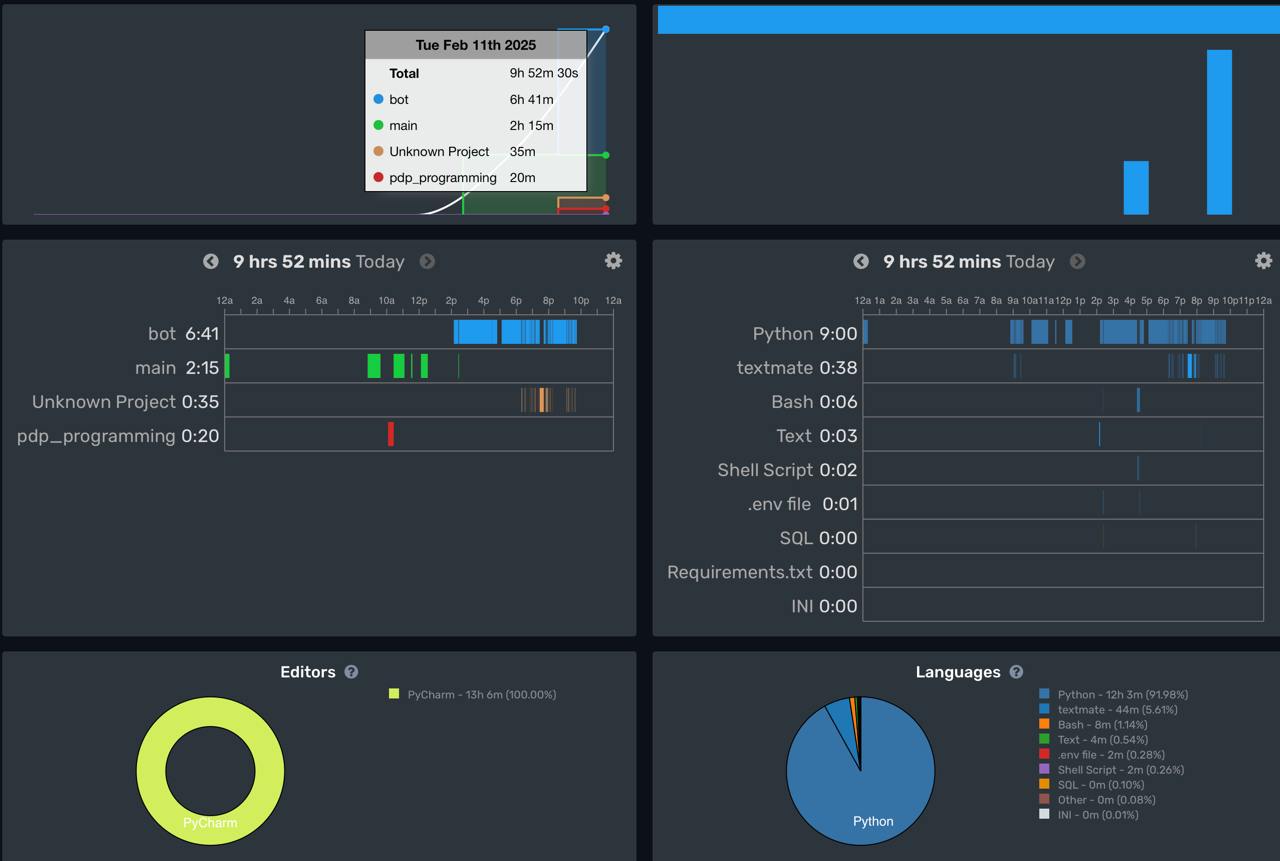 Tue Feb 11th 2025
Total 9h 52m 30s
bot 6h 41m
main 2h 15m
Unknown Project 35m
pdp_programming 20m
9 hrs 52 mins Today
12a 2a 4a 6a 8a 10a 12p 2p 4p 6p 8p 10p 12a
bot 6:41
main 2:15
Unknown Project 0:35
pdp_programming 0:20
9 hrs 52 mins Today
12a 1a 2a 3a 4a 5a 6a 7a 8a 9a 10a 11a 12p 1p 2p 3p 4p 5p 6p 7p 8p 9p 10p 11p 12a
Python 9:00
textmate 0:38
Bash 0:06
Text 0:03
Shell Script 0:02
.env file 0:01
SQL 0:00
Requirements.txt 0:00
INI 0:00
Editors ?
PyCharm - 13h 6m (100.00%)
PyCharm
Languages ?
Python - 12h 3m (91.98%)
textmate - 44m (5.61%)
Bash - 8m (1.14%)
Text - 4m (0.54%)
.env file - 2m (0.28%)
Shell Script - 2m (0.26%)
SQL - 0m (0.10%)
Other - 0m (0.08%)
INI - 0m (0.01%)
Python